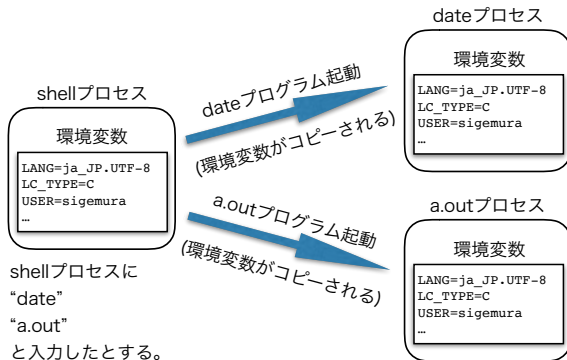 shellプロセス
環境変数
LANG=ja_JP.UTF-8
LC_TYPE=C
USER=sigemura
…
shellプロセスに
“date”
“a.out”
と入力したとする。
dateプログラム起動
(環境変数がコピーされる)
a.outプログラム起動
(環境変数がコピーされる)
dateプロセス
環境変数
LANG=ja_JP.UTF-8
LC_TYPE=C
USER=sigemura
…
a.outプロセス
環境変数
LANG=ja_JP.UTF-8
LC_TYPE=C
USER=sigemura
…